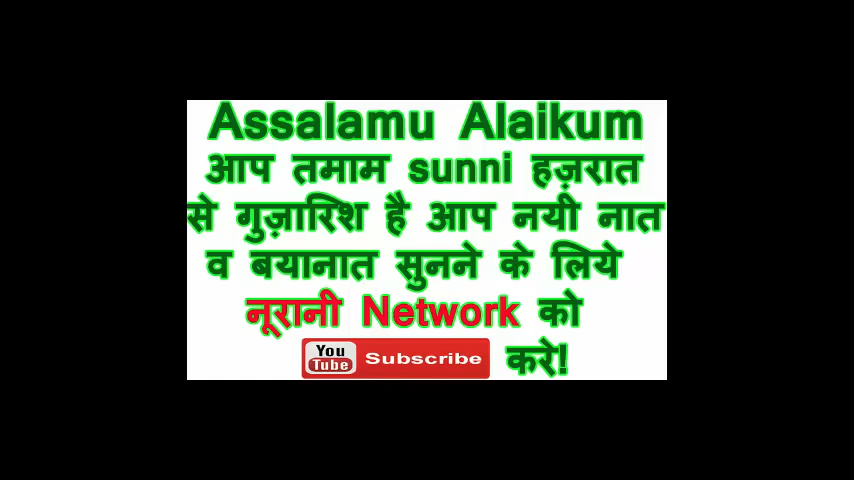 Assalamu Alaikum
आप तमाम sunni हज़रात
से गुज़ारिश है आप नयी नात
व बयानात सुनने के लिये
नूरानी Network को
You Tube Subscribe करे!